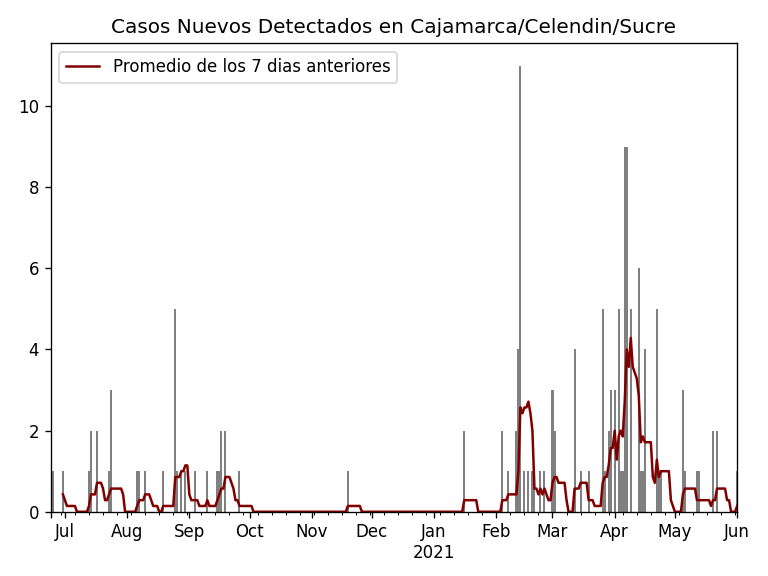 Casos Nuevos Detectados en Cajamarca/Celendin/Sucre
Promedio de los 7 dias anteriores
10
8
6
4
2
0
Jul Aug Sep Oct Nov Dec Jan Feb Mar Apr May Jun
2021